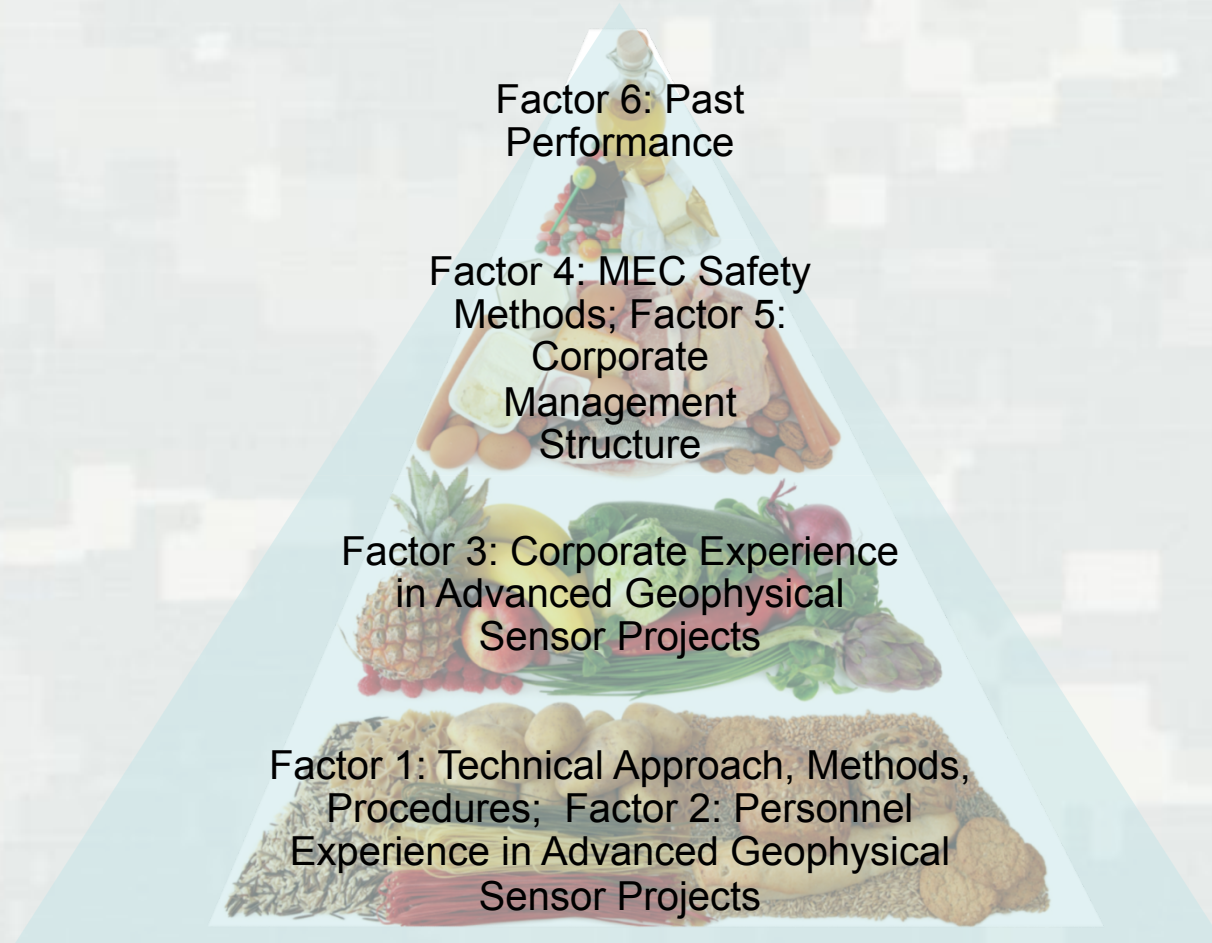 Factor 6: Past
Performance
Factor 4: MEC Safety
Methods; Factor 5:
Corporate
Management
Structure
Factor 3: Corporate Experience
in Advanced Geophysical
Sensor Projects
Factor 1: Technical Approach, Methods,
Procedures;  Factor 2: Personnel
Experience in Advanced Geophysical
Sensor Projects